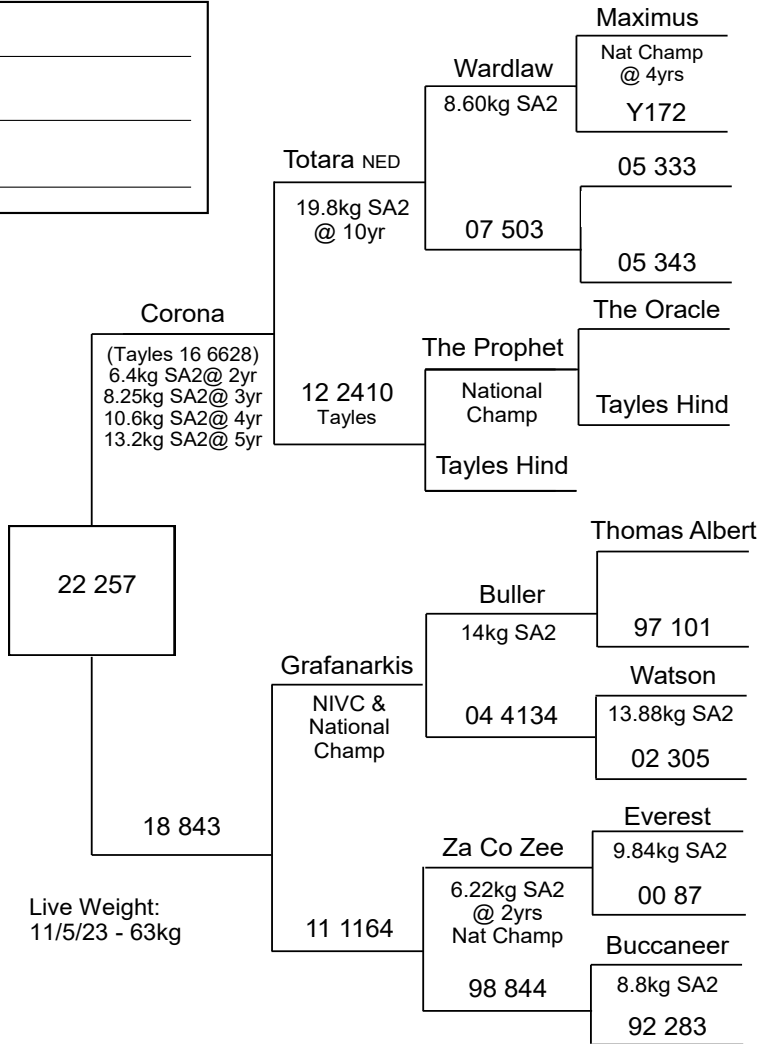 Maximus
Nat Champ
@ 4yrs
Y172
Wardlaw
8.60kg SA2
05 333
07 503
05 343
Totara NED
19.8kg SA2
@ 10yr
The Oracle
The Prophet
National
Champ
Tayles Hind
12 2410
Tayles
Tayles Hind
Corona
(Tayles 16 6628)
6.4kg SA2@ 2yr
8.25kg SA2@ 3yr
10.6kg SA2@ 4yr
13.2kg SA2@ 5yr
22 257
Thomas Albert
Buller
14kg SA2
97 101
Watson
13.88kg SA2
04 4134
02 305
Grafanarkis
NIVC &
National
Champ
18 843
Everest
9.84kg SA2
Za Co Zee
6.22kg SA2
@ 2yrs
Nat Champ
00 87
11 1164
Buccaneer
8.8kg SA2
98 844
92 283
Live Weight:
11/5/23 - 63kg